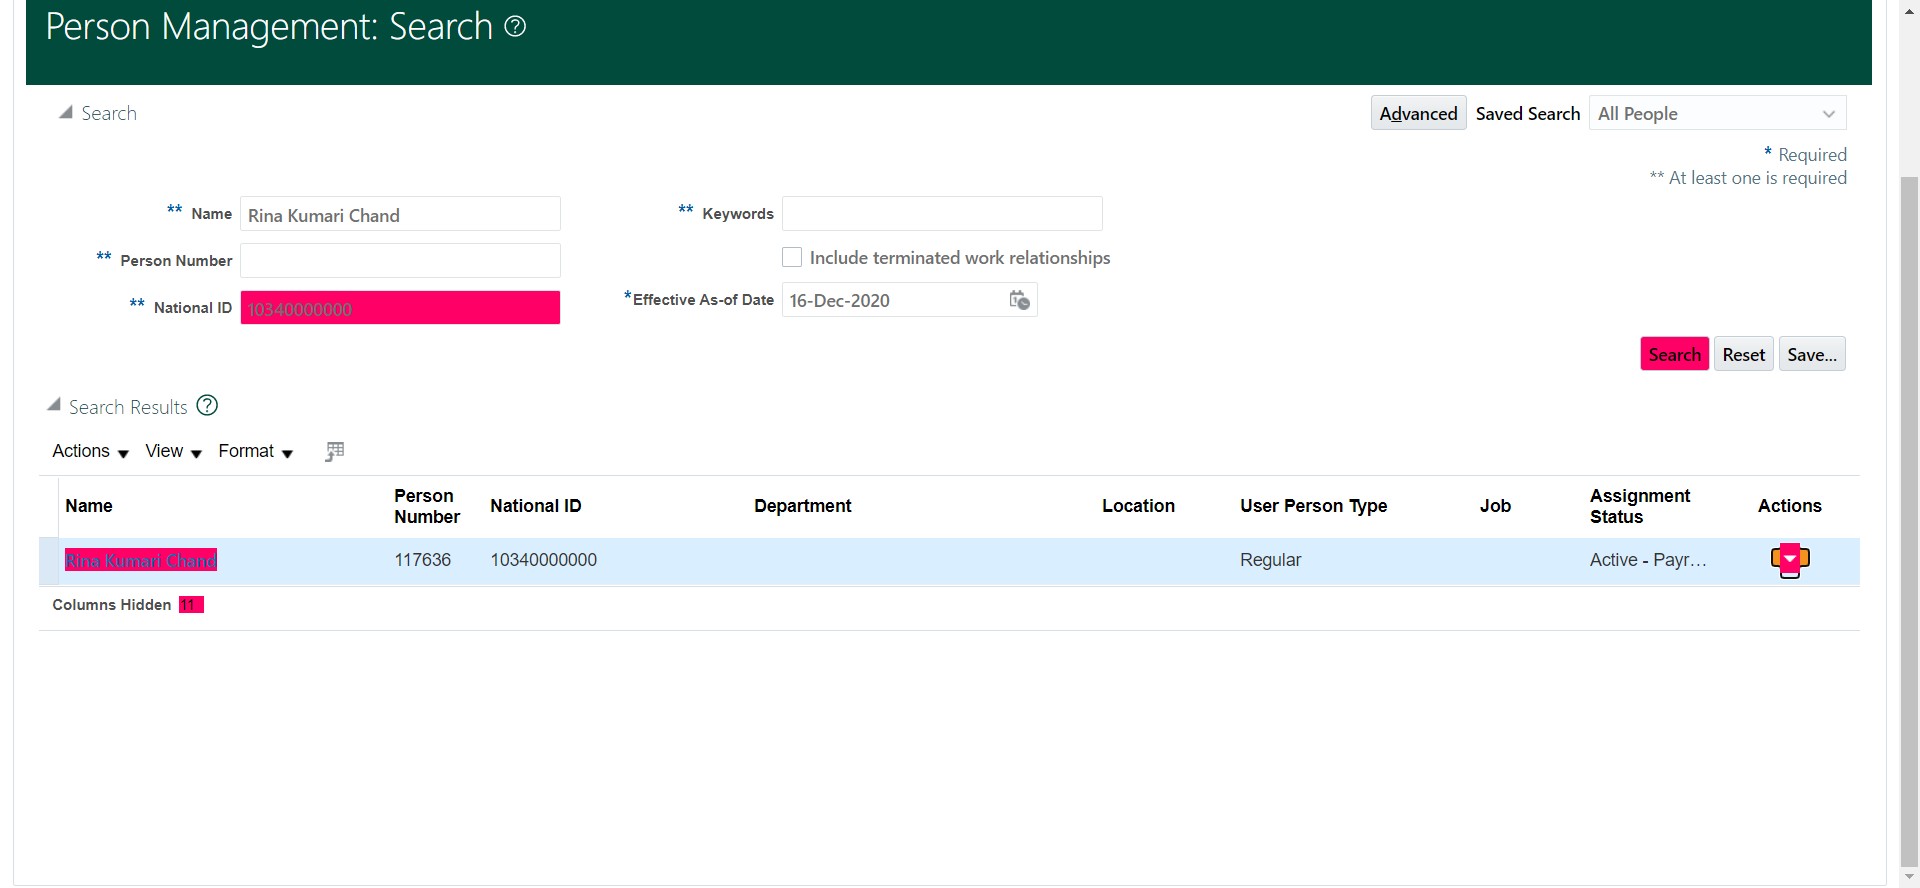 Person Management: Search
Search
Advanced Saved Search All People
* Required
** At least one is required
** Name Rina Kumari Chand
** Keywords
** Person Number
Include terminated work relationships
** National ID 10340000000
*Effective As-of Date 16-Dec-2020
Search Reset Save...
Search Results
Actions View Format
Name Person Number National ID Department Location User Person Type Job Assignment Status Actions
Rina Kumari Chand 117636 10340000000 Regular Active - Payr...
Columns Hidden 11